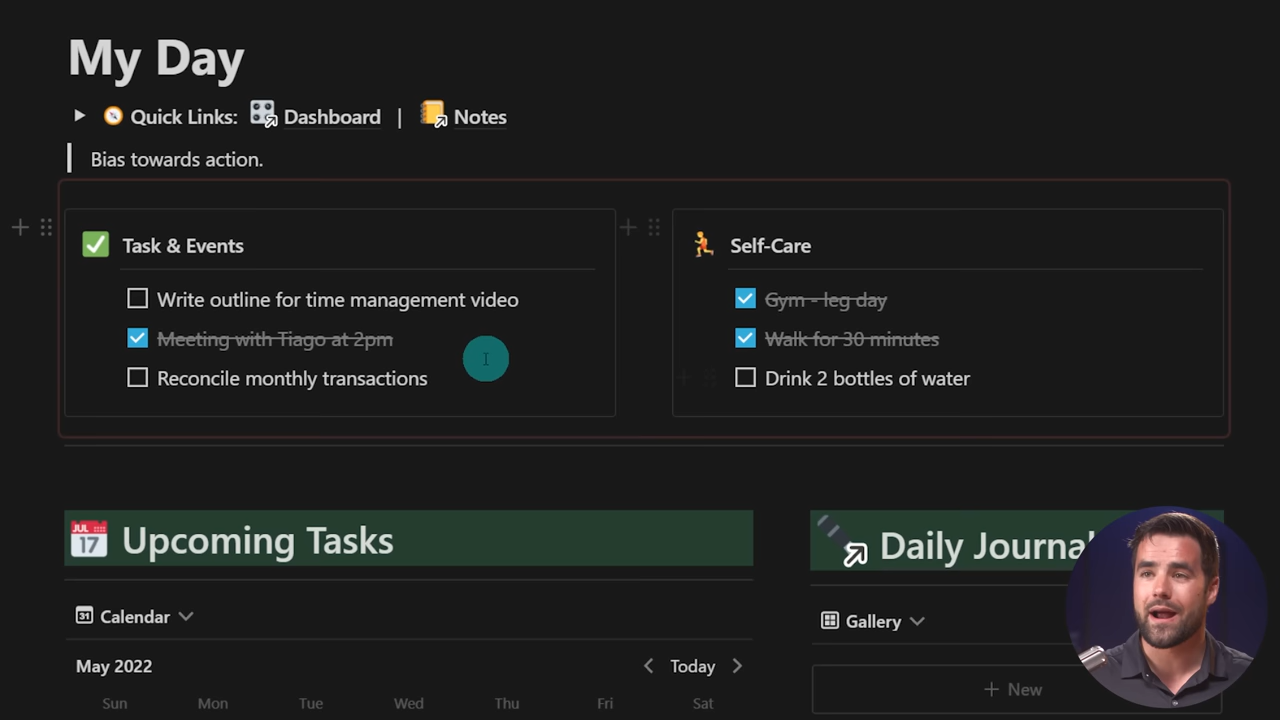 My Day
Quick Links: Dashboard | Notes
Bias towards action.
Task & Events
Write outline for time management video
Meeting with Tiago at 2pm
Reconcile monthly transactions
Self-Care
Gym - leg day
Walk for 30 minutes
Drink 2 bottles of water
JUL
17
Upcoming Tasks
31 Calendar
May 2022
Today
Sun Mon Tue Wed Thu Fri Sat
Daily Journal
Gallery
+ New